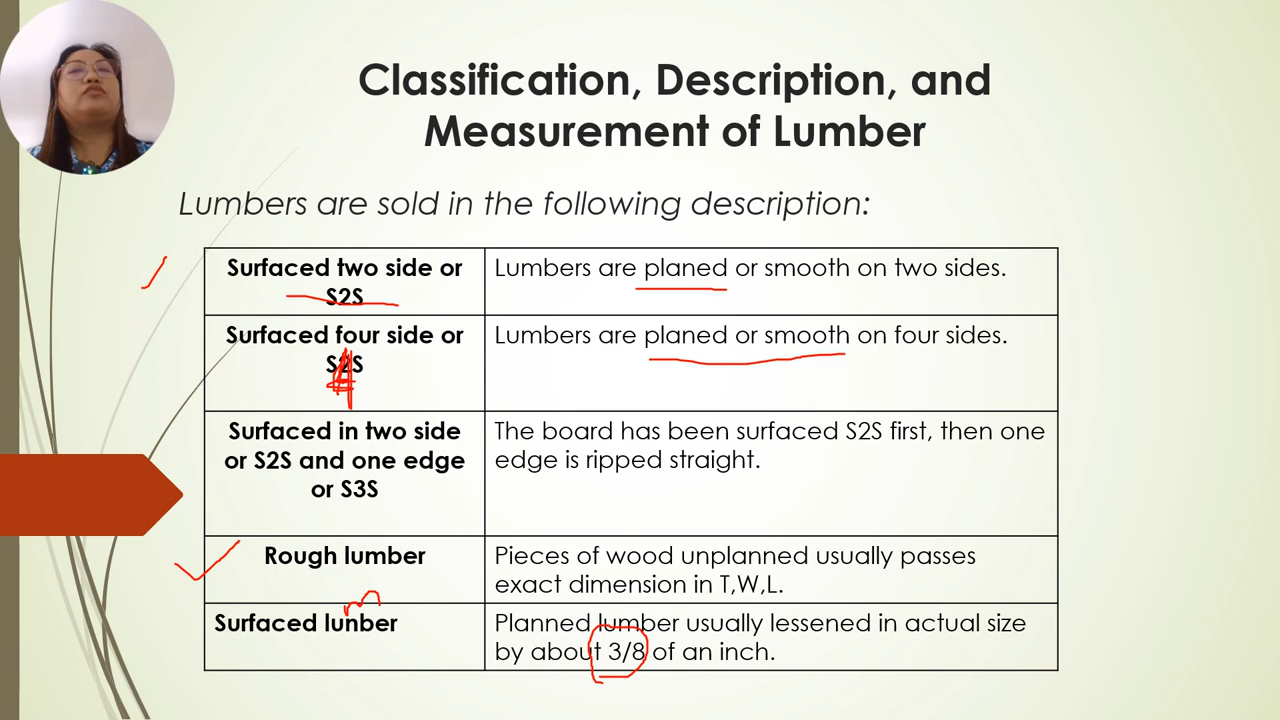 Classification, Description, and
Measurement of Lumber
Lumbers are sold in the following description:
Surfaced two side or
S2S
Lumbers are planed or smooth on two sides.
Surfaced four side or
S2S
4
Lumbers are planed or smooth on four sides.
Surfaced in two side
or S2S and one edge
or S3S
The board has been surfaced S2S first, then one
edge is ripped straight.
Rough lumber
Pieces of wood unplanned usually passes
exact dimension in T,W,L.
m
Surfaced lunber
Planned lumber usually lessened in actual size
by about 3/8 of an inch.